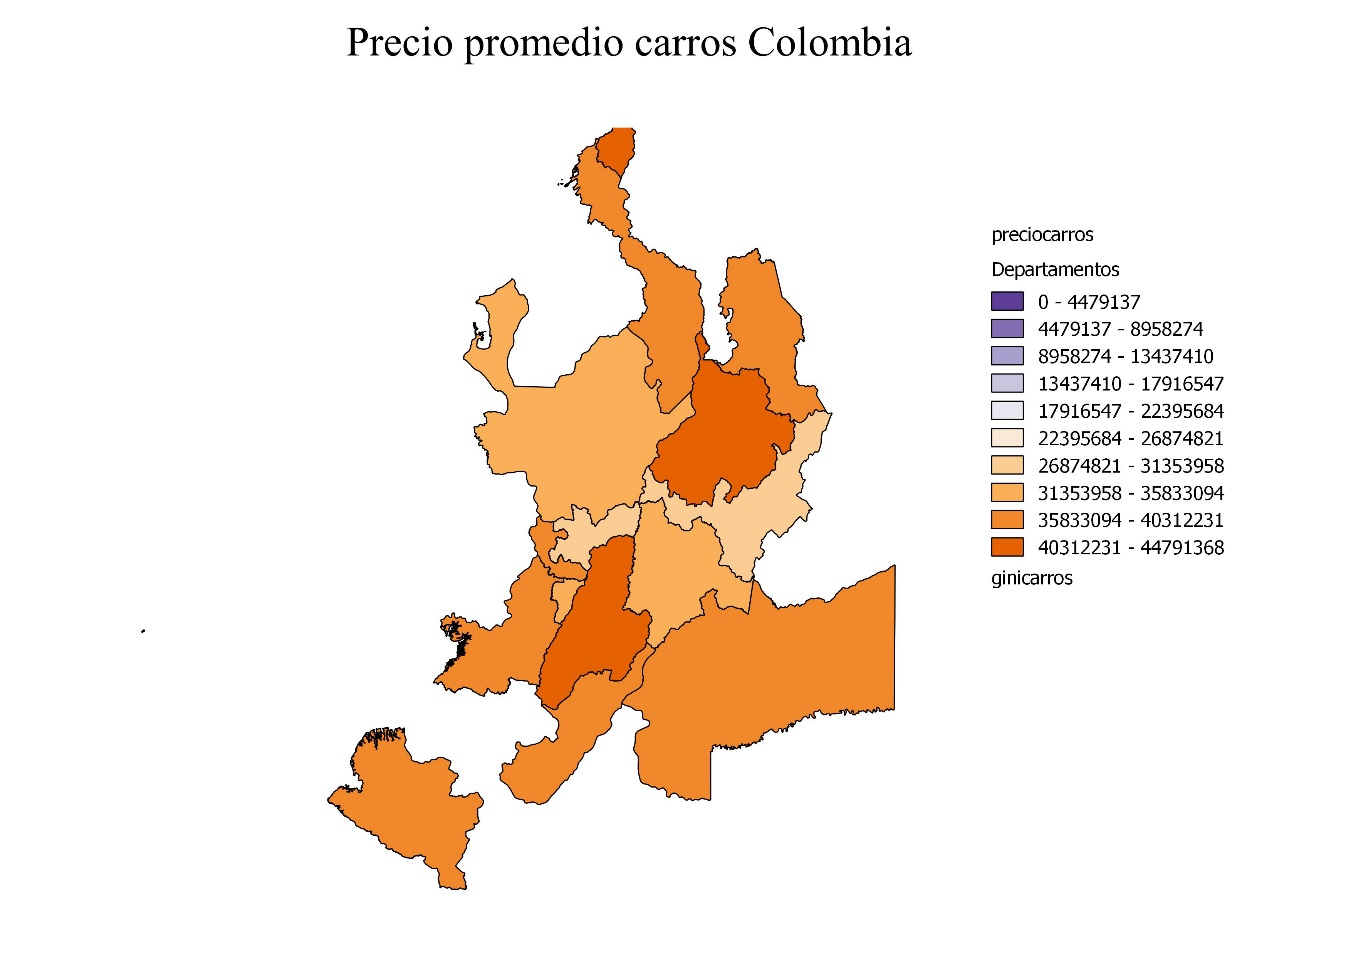 Precio promedio carros Colombia
preciocarros
Departamentos
0 - 4479137
4479137 - 8958274
8958274 - 13437410
13437410 - 17916547
17916547 - 22395684
22395684 - 26874821
26874821 - 31353958
31353958 - 35833094
35833094 - 40312231
40312231 - 44791368
ginicarros